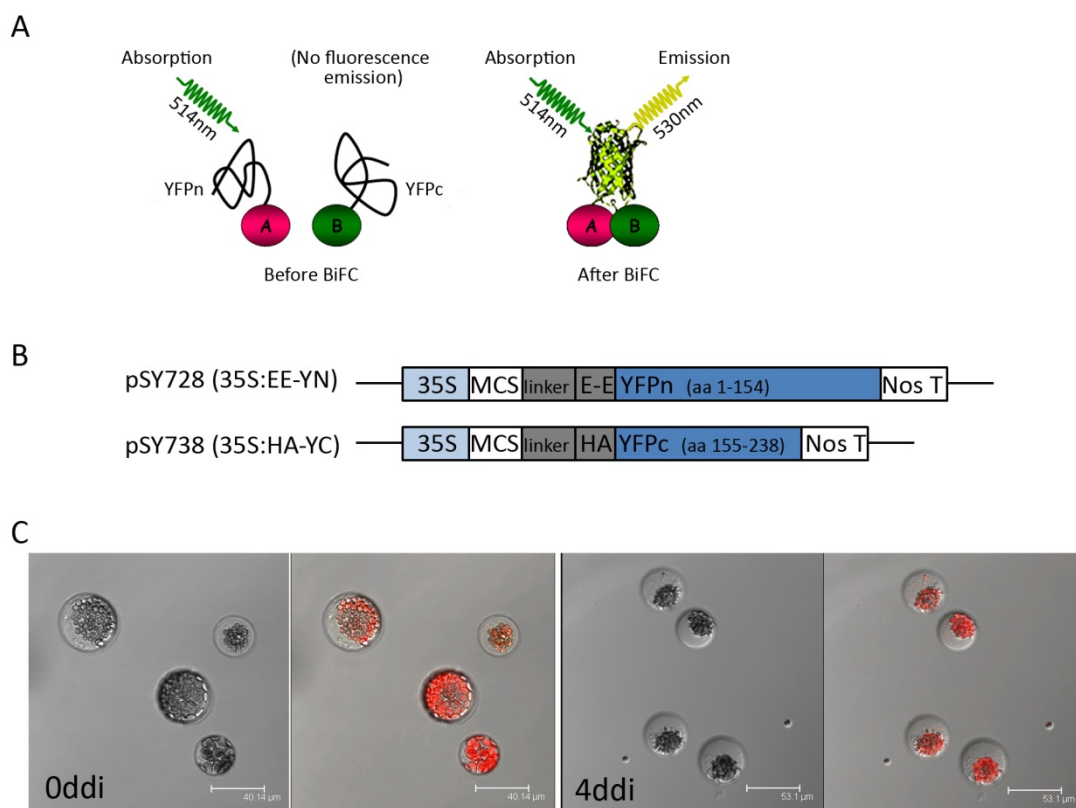 A
Absorption
(No fluorescence
emission)
Absorption
Emission
514nm
514nm
530nm
YFPn
YFPc
A
B
A
B
Before BiFC
After BiFC
B
pSY728 (35S:EE-YN)
35S MCS linker E-E YFPn (aa 1-154) Nos T
pSY738 (35S:HA-YC)
35S MCS linker HA YFPc (aa 155-238) Nos T
C
0ddi
40.14 µm
40.14 µm
4ddi
53.1 µm
53.1 µm